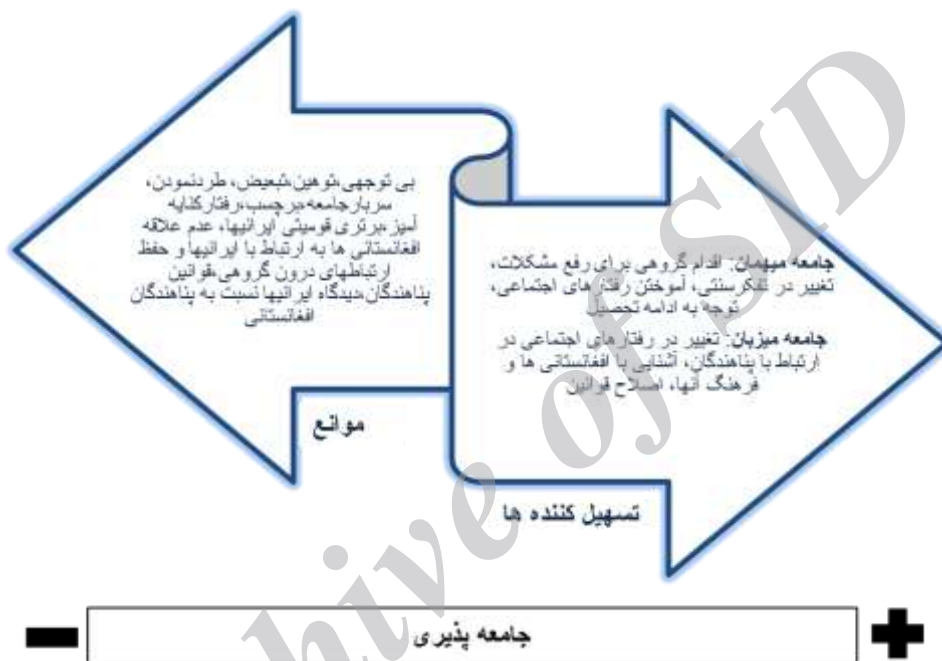 بی توجهی،توهین،تبعیض، طردنمودن،
سربارجامعه،برچسب،رفتارکنایه
آمیز،برتری قومیتی ایرانیها، عدم علاقه
افغانستانی ها به ارتباط با ایرانیها و حفظ
ارتباطهای درون گروهی،قوانین
پناهندگان،دیدگاه ایرانیها نسبت به پناهندگان
افغانستانی
موانع
جامعه میهمان: اقدام گروهی برای رفع مشکلات،
تغییر در تفکرسنتی، آموختن رفتارهای اجتماعی،
توجه به ادامه تحصیل
جامعه میزبان: تغییر در رفتارهای اجتماعی در
ارتباط با پناهندگان، آشنایی با افغانستانی ها و
فرهنگ آنها، اصلاح قوانین
تسهیل کننده ها
جامعه پذیری
Archive of SID